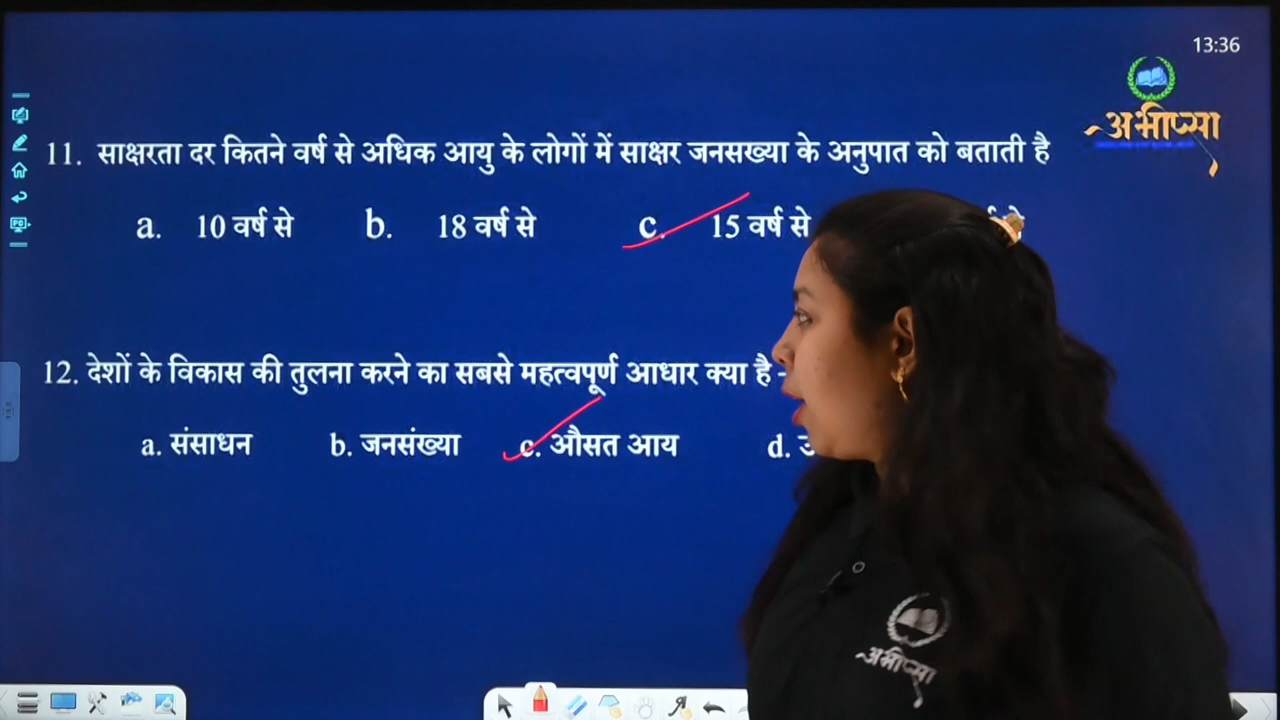 13:36
अभीप्सा
11. साक्षरता दर कितने वर्ष से अधिक आयु के लोगों में साक्षर जनसख्या के अनुपात को बताती है
a. 10 वर्ष से b. 18 वर्ष से c. 15 वर्ष से
12. देशों के विकास की तुलना करने का सबसे महत्वपूर्ण आधार क्या है -
a. संसाधन b. जनसंख्या c. औसत आय d.
अभीप्सा